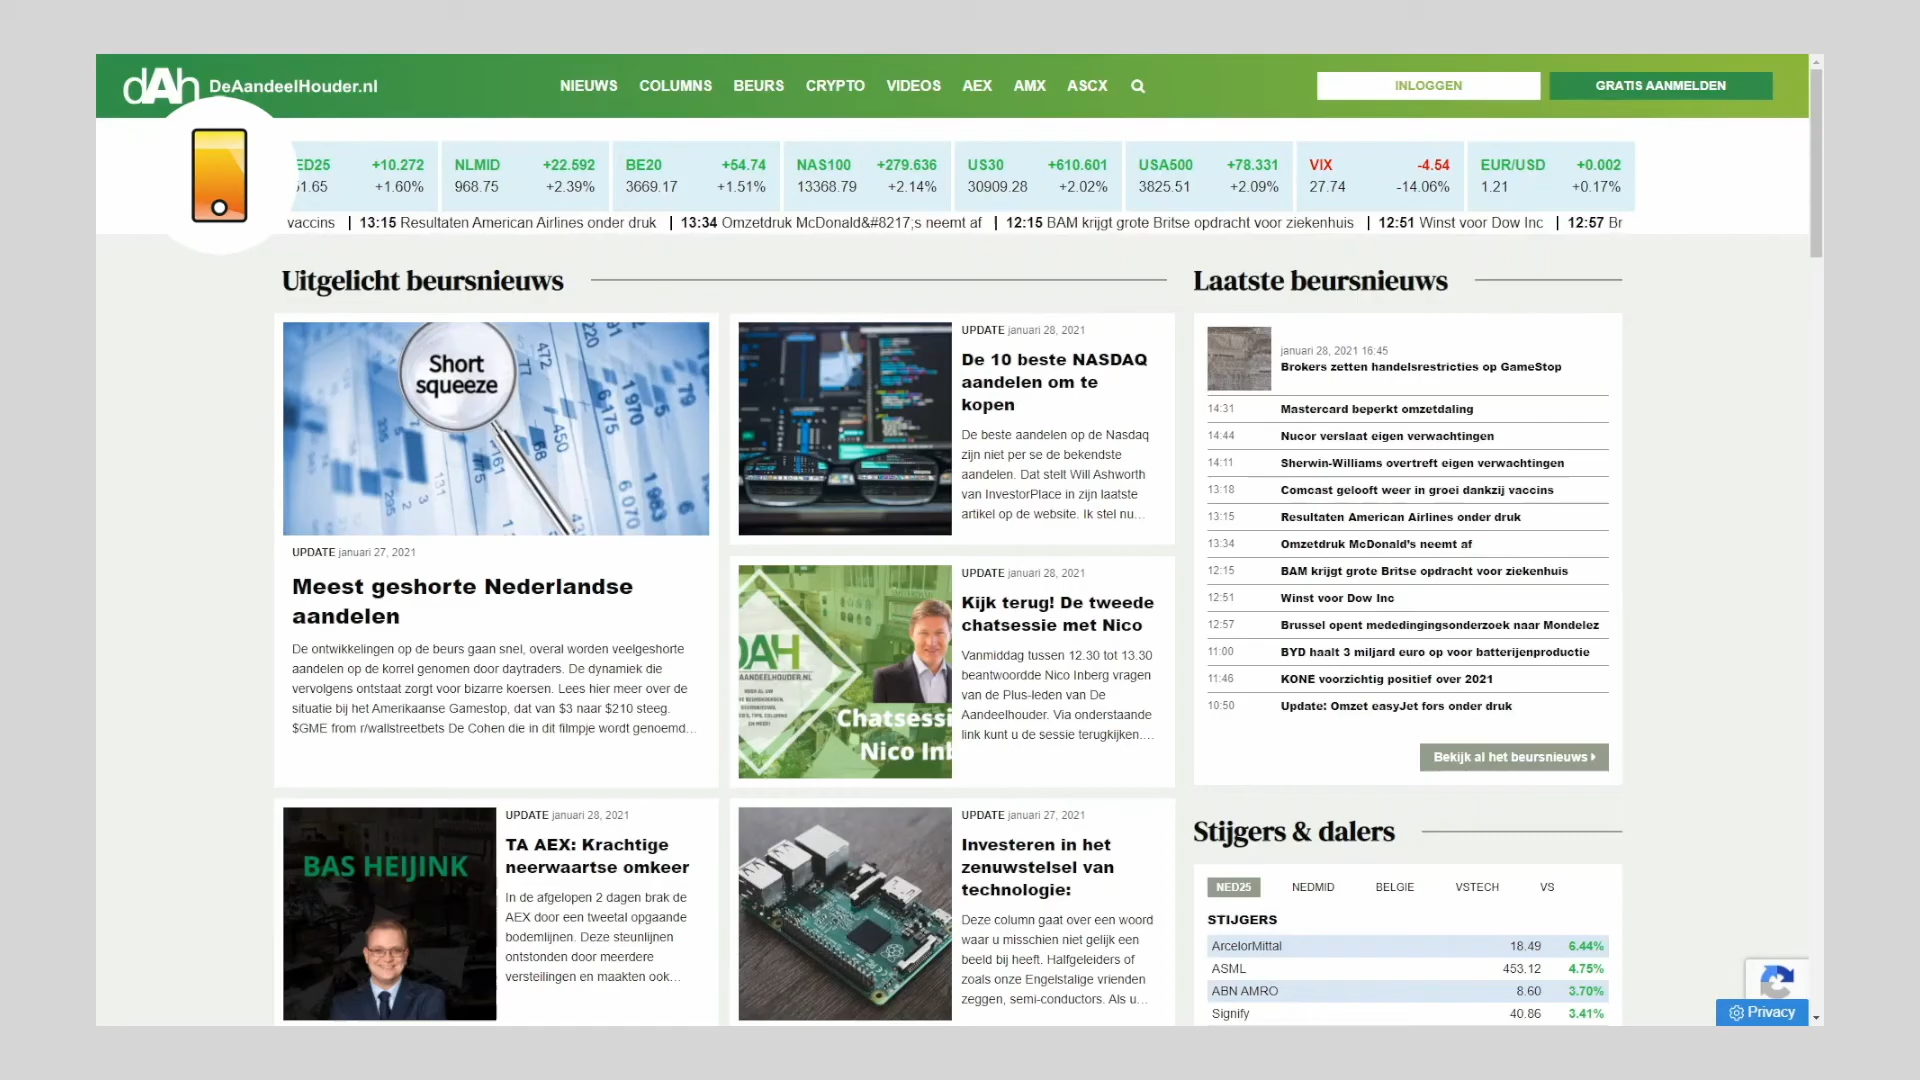 dAh DeAandeelHouder.nl
NIEUWS COLUMNS BEURS CRYPTO VIDEOS AEX AMX ASCX
INLOGGEN
GRATIS AANMELDEN
ED25 +10.272
+1.60%
NLMID +22.592
968.75 +2.39%
BE20 +54.74
3669.17 +1.51%
NAS100 +279.636
13368.79 +2.14%
US30 +610.601
30909.28 +2.02%
USA500 +78.331
3825.51 +2.09%
VIX -4.54
27.74 -14.06%
EUR/USD +0.002
1.21 +0.17%
vaccins | 13:15 Resultaten American Airlines onder druk | 13:34 Omzetdruk McDonald&#8217;s neemt af | 12:15 BAM krijgt grote Britse opdracht voor ziekenhuis | 12:51 Winst voor Dow Inc | 12:57 Br
Uitgelicht beursnieuws
Short
squeeze
UPDATE januari 27, 2021
Meest geshorte Nederlandse
aandelen
De ontwikkelingen op de beurs gaan snel, overal worden veelgeshorte
aandelen op de korrel genomen door daytraders. De dynamiek die
vervolgens ontstaat zorgt voor bizarre koersen. Lees hier meer over de
situatie bij het Amerikaanse Gamestop, dat van $3 naar $210 steeg.
$GME from r/wallstreetbets De Cohen die in dit filmpje wordt genoemd...
UPDATE januari 28, 2021
De 10 beste NASDAQ
aandelen om te
kopen
De beste aandelen op de Nasdaq
zijn niet per se de bekendste
aandelen. Dat stelt Will Ashworth
van InvestorPlace in zijn laatste
artikel op de website. Ik stel nu...
DAH
AANDEELHOUDER.NL
Chatsessi
Nico Inb
UPDATE januari 28, 2021
Kijk terug! De tweede
chatsessie met Nico
Vanmiddag tussen 12.30 tot 13.30
beantwoordde Nico Inberg vragen
van de Plus-leden van De
Aandeelhouder. Via onderstaande
link kunt u de sessie terugkijken....
BAS HEIJINK
UPDATE januari 28, 2021
TA AEX: Krachtige
neerwaartse omkeer
In de afgelopen 2 dagen brak de
AEX door een tweetal opgaande
bodemlijnen. Deze steunlijnen
ontstonden door meerdere
versteilingen en maakten ook...
UPDATE januari 27, 2021
Investeren in het
zenuwstelsel van
technologie:
Deze column gaat over een woord
waar u misschien niet gelijk een
beeld bij heeft. Halfgeleiders of
zoals onze Engelstalige vrienden
zeggen, semi-conductors. Als u...
Laatste beursnieuws
januari 28, 2021 16:45
Brokers zetten handelsrestricties op GameStop
14:31 Mastercard beperkt omzetdaling
14:44 Nucor verslaat eigen verwachtingen
14:11 Sherwin-Williams overtreft eigen verwachtingen
13:18 Comcast gelooft weer in groei dankzij vaccins
13:15 Resultaten American Airlines onder druk
13:34 Omzetdruk McDonald's neemt af
12:15 BAM krijgt grote Britse opdracht voor ziekenhuis
12:51 Winst voor Dow Inc
12:57 Brussel opent mededingingsonderzoek naar Mondelez
11:00 BYD haalt 3 miljard euro op voor batterijenproductie
11:46 KONE voorzichtig positief over 2021
10:50 Update: Omzet easyJet fors onder druk
Bekijk al het beursnieuws
Stijgers & dalers
NED25 NEDMID BELGIE VSTECH VS
STIJGERS
ArcelorMittal 18.49 6.44%
ASML 453.12 4.75%
ABN AMRO 8.60 3.70%
Signify 40.86 3.41%
Privacy